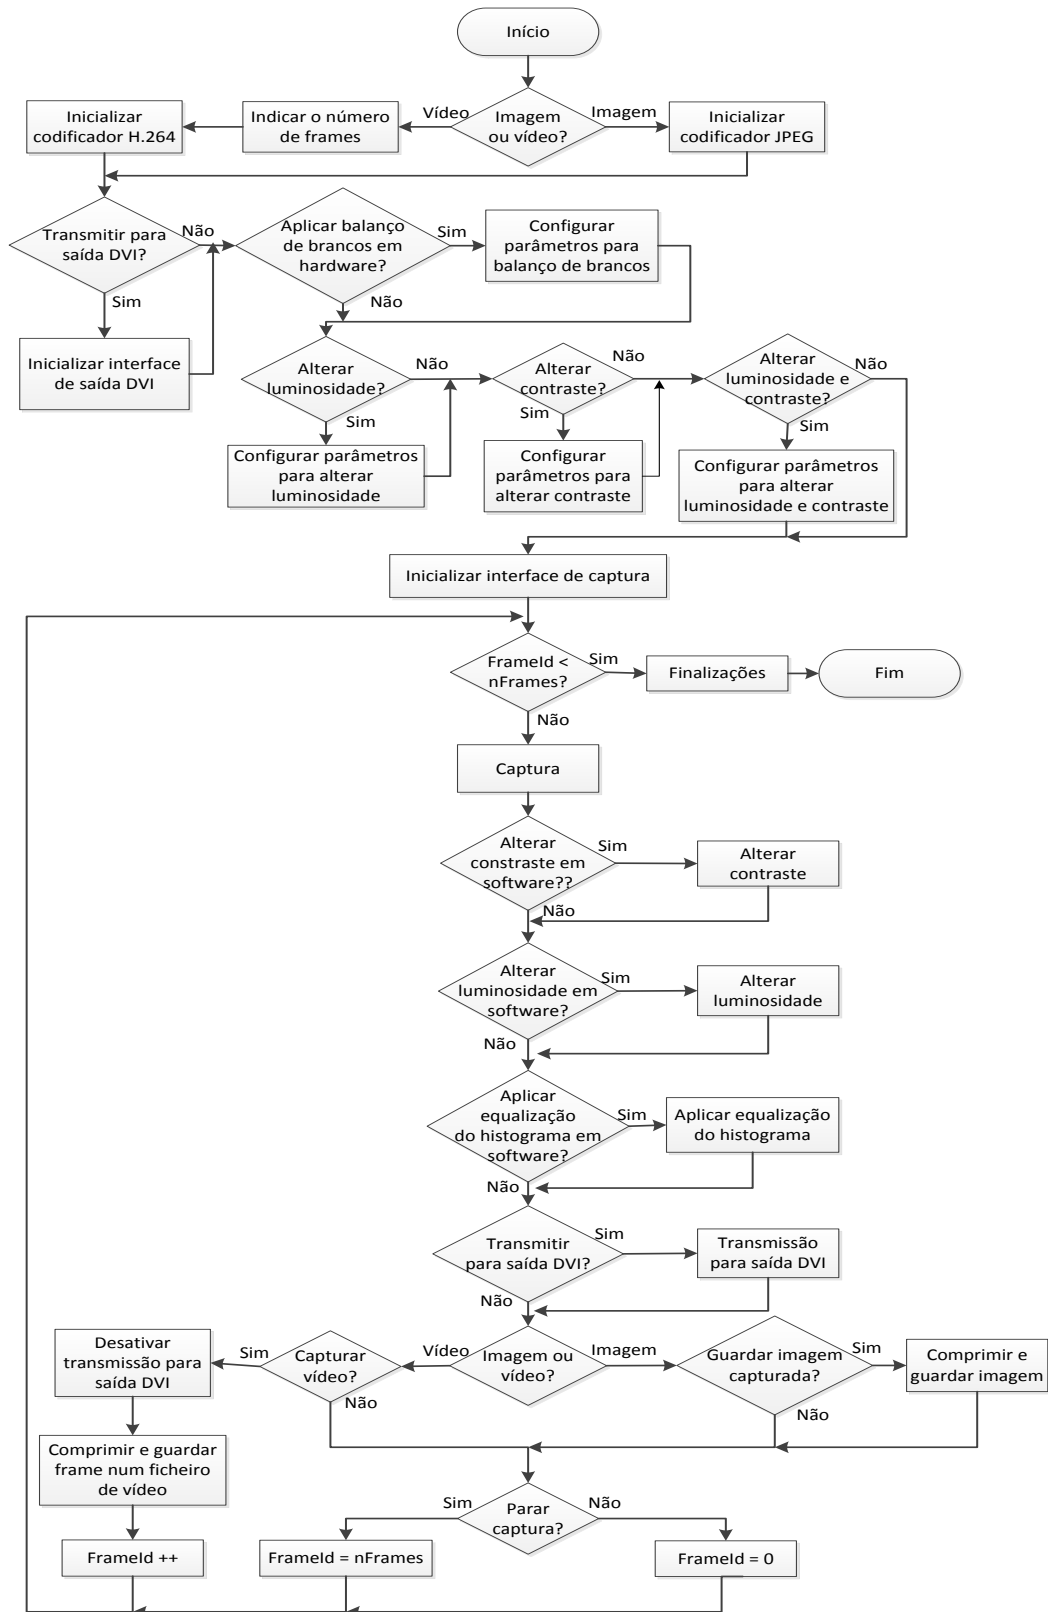 Início
Imagem
ou vídeo?
Vídeo
Imagem
Indicar o número
de frames
Inicializar
codificador H.264
Inicializar
codificador JPEG
Transmitir para
saída DVI?
Não
Sim
Inicializar interface
de saída DVI
Aplicar balanço
de brancos em
hardware?
Sim
Não
Configurar
parâmetros para
balanço de brancos
Alterar
luminosidade?
Não
Sim
Configurar parâmetros
para alterar
luminosidade
Alterar
contraste?
Não
Sim
Configurar
parâmetros para
alterar contraste
Alterar
luminosidade e
contraste?
Não
Sim
Configurar parâmetros
para alterar
luminosidade e contraste
Inicializar interface de captura
FrameId <
nFrames?
Sim
Não
Finalizações
Fim
Captura
Alterar
constraste em
software??
Sim
Não
Alterar
contraste
Alterar
luminosidade em
software?
Sim
Não
Alterar
luminosidade
Aplicar
equalização
do histograma em
software?
Sim
Não
Aplicar equalização
do histograma
Transmitir
para saída DVI?
Sim
Não
Transmissão
para saída DVI
Imagem ou
vídeo?
Vídeo
Imagem
Capturar
vídeo?
Sim
Não
Desativar
transmissão para
saída DVI
Comprimir e guardar
frame num ficheiro
de vídeo
FrameId ++
Guardar imagem
capturada?
Sim
Não
Comprimir e
guardar imagem
Parar
captura?
Sim
Não
FrameId = nFrames
FrameId = 0